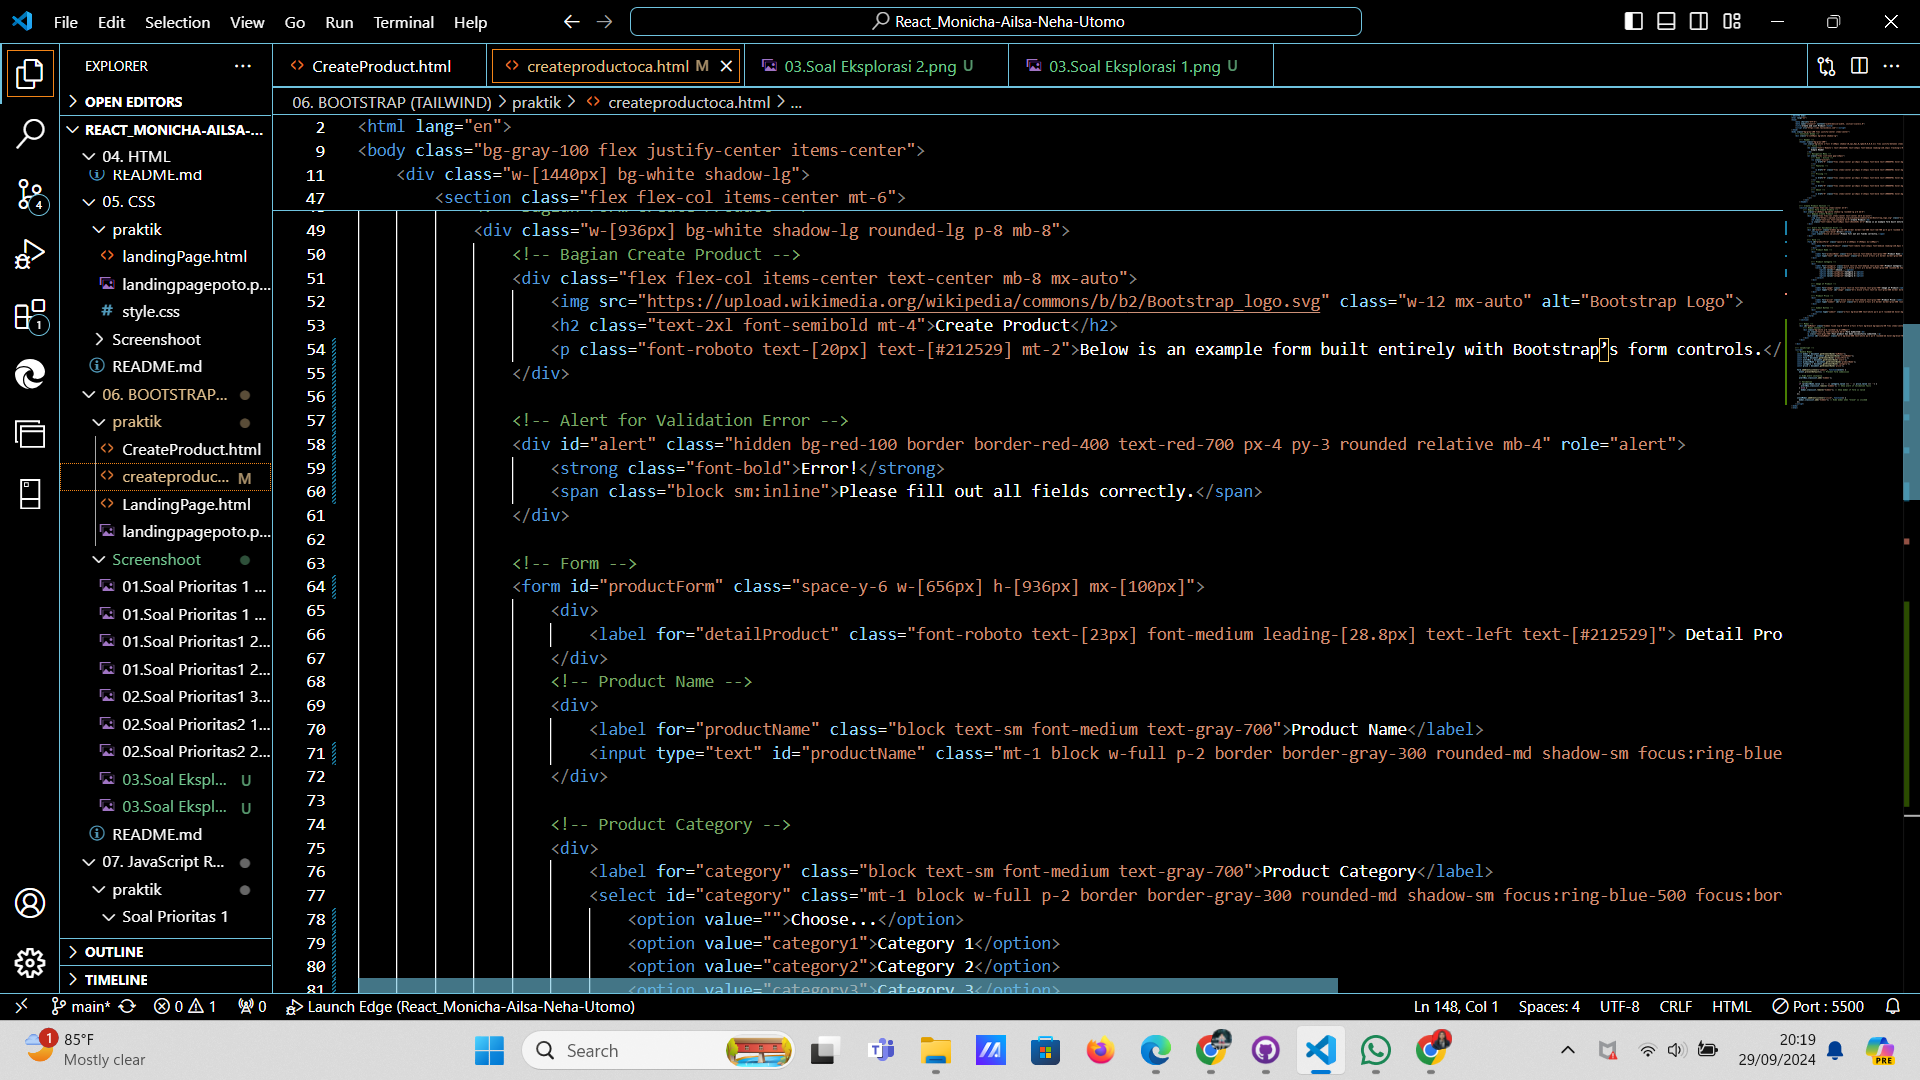 File Edit Selection View Go Run Terminal Help
React_Monicha-Ailsa-Neha-Utomo
EXPLORER
OPEN EDITORS
REACT_MONICHA-AILSA-...
04. HTML
README.md
05. CSS
praktik
landingPage.html
landingpagepoto.p...
# style.css
Screenshoot
README.md
06. BOOTSTRAP...
praktik
CreateProduct.html
createproduc... M
LandingPage.html
landingpagepoto.p...
Screenshoot
01.Soal Prioritas 1 ...
01.Soal Prioritas 1 ...
01.Soal Prioritas1 2...
01.Soal Prioritas1 2...
02.Soal Prioritas1 3...
02.Soal Prioritas2 1...
02.Soal Prioritas2 2...
03.Soal Ekspl... U
03.Soal Ekspl... U
README.md
07. JavaScript R...
praktik
Soal Prioritas 1
OUTLINE
TIMELINE
4
1
CreateProduct.html
createproductoca.html M
03.Soal Eksplorasi 2.png U
03.Soal Eksplorasi 1.png U
06. BOOTSTRAP (TAILWIND) > praktik > createproductoca.html > ...
2 <html lang="en">
9 <body class="bg-gray-100 flex justify-center items-center">
11 <div class="w-[1440px] bg-white shadow-lg">
47 <section class="flex flex-col items-center mt-6">
49 <div class="w-[936px] bg-white shadow-lg rounded-lg p-8 mb-8">
50 <!-- Bagian Create Product -->
51 <div class="flex flex-col items-center text-center mb-8 mx-auto">
52 <img src="https://upload.wikimedia.org/wikipedia/commons/b/b2/Bootstrap_logo.svg" class="w-12 mx-auto" alt="Bootstrap Logo">
53 <h2 class="text-2xl font-semibold mt-4">Create Product</h2>
54 <p class="font-roboto text-[20px] text-[#212529] mt-2">Below is an example form built entirely with Bootstrap’s form controls.</
55 </div>
56
57 <!-- Alert for Validation Error -->
58 <div id="alert" class="hidden bg-red-100 border border-red-400 text-red-700 px-4 py-3 rounded relative mb-4" role="alert">
59 <strong class="font-bold">Error!</strong>
60 <span class="block sm:inline">Please fill out all fields correctly.</span>
61 </div>
62
63 <!-- Form -->
64 <form id="productForm" class="space-y-6 w-[656px] h-[936px] mx-[100px]">
65 <div>
66 <label for="detailProduct" class="font-roboto text-[23px] font-medium leading-[28.8px] text-left text-[#212529]"> Detail Pro
67 </div>
68 <!-- Product Name -->
69 <div>
70 <label for="productName" class="block text-sm font-medium text-gray-700">Product Name</label>
71 <input type="text" id="productName" class="mt-1 block w-full p-2 border border-gray-300 rounded-md shadow-sm focus:ring-blue
72 </div>
73
74 <!-- Product Category -->
75 <div>
76 <label for="category" class="block text-sm font-medium text-gray-700">Product Category</label>
77 <select id="category" class="mt-1 block w-full p-2 border border-gray-300 rounded-md shadow-sm focus:ring-blue-500 focus:bor
78 <option value="">Choose...</option>
79 <option value="category1">Category 1</option>
80 <option value="category2">Category 2</option>
81 <option value="category3">Category 3</option>
main* 0 1 0 Launch Edge (React_Monicha-Ailsa-Neha-Utomo)
Ln 148, Col 1 Spaces: 4 UTF-8 CRLF HTML Port : 5500
1
85°F
Mostly clear
Search
20:19
29/09/2024
PRE